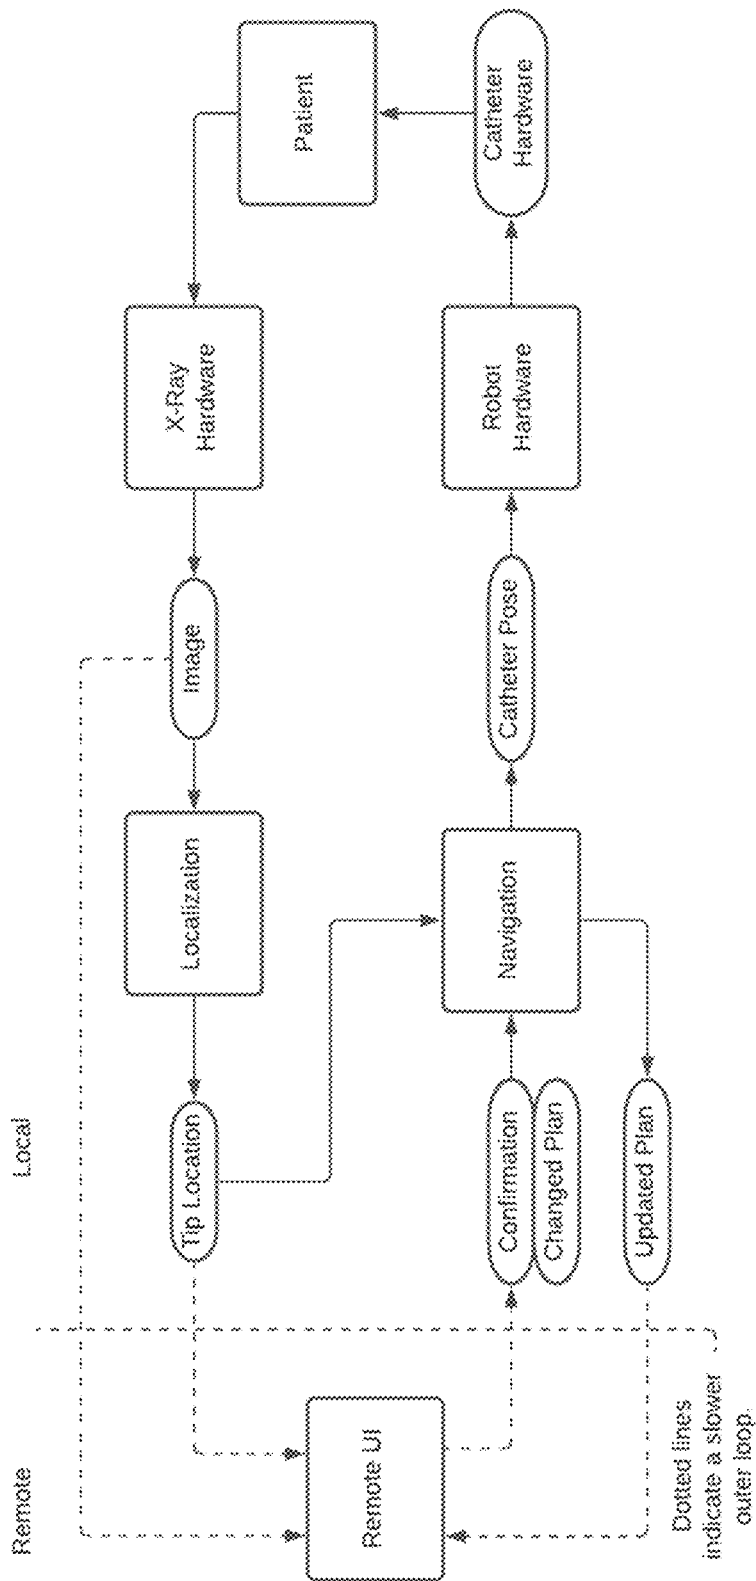 Remote
Local
Remote UI
Tip Location
Localization
Image
X-Ray
Hardware
Patient
Confirmation
Changed Plan
Navigation
Catheter Pose
Robot
Hardware
Catheter
Hardware
Updated Plan
Dotted lines
indicate a slower
outer loop.